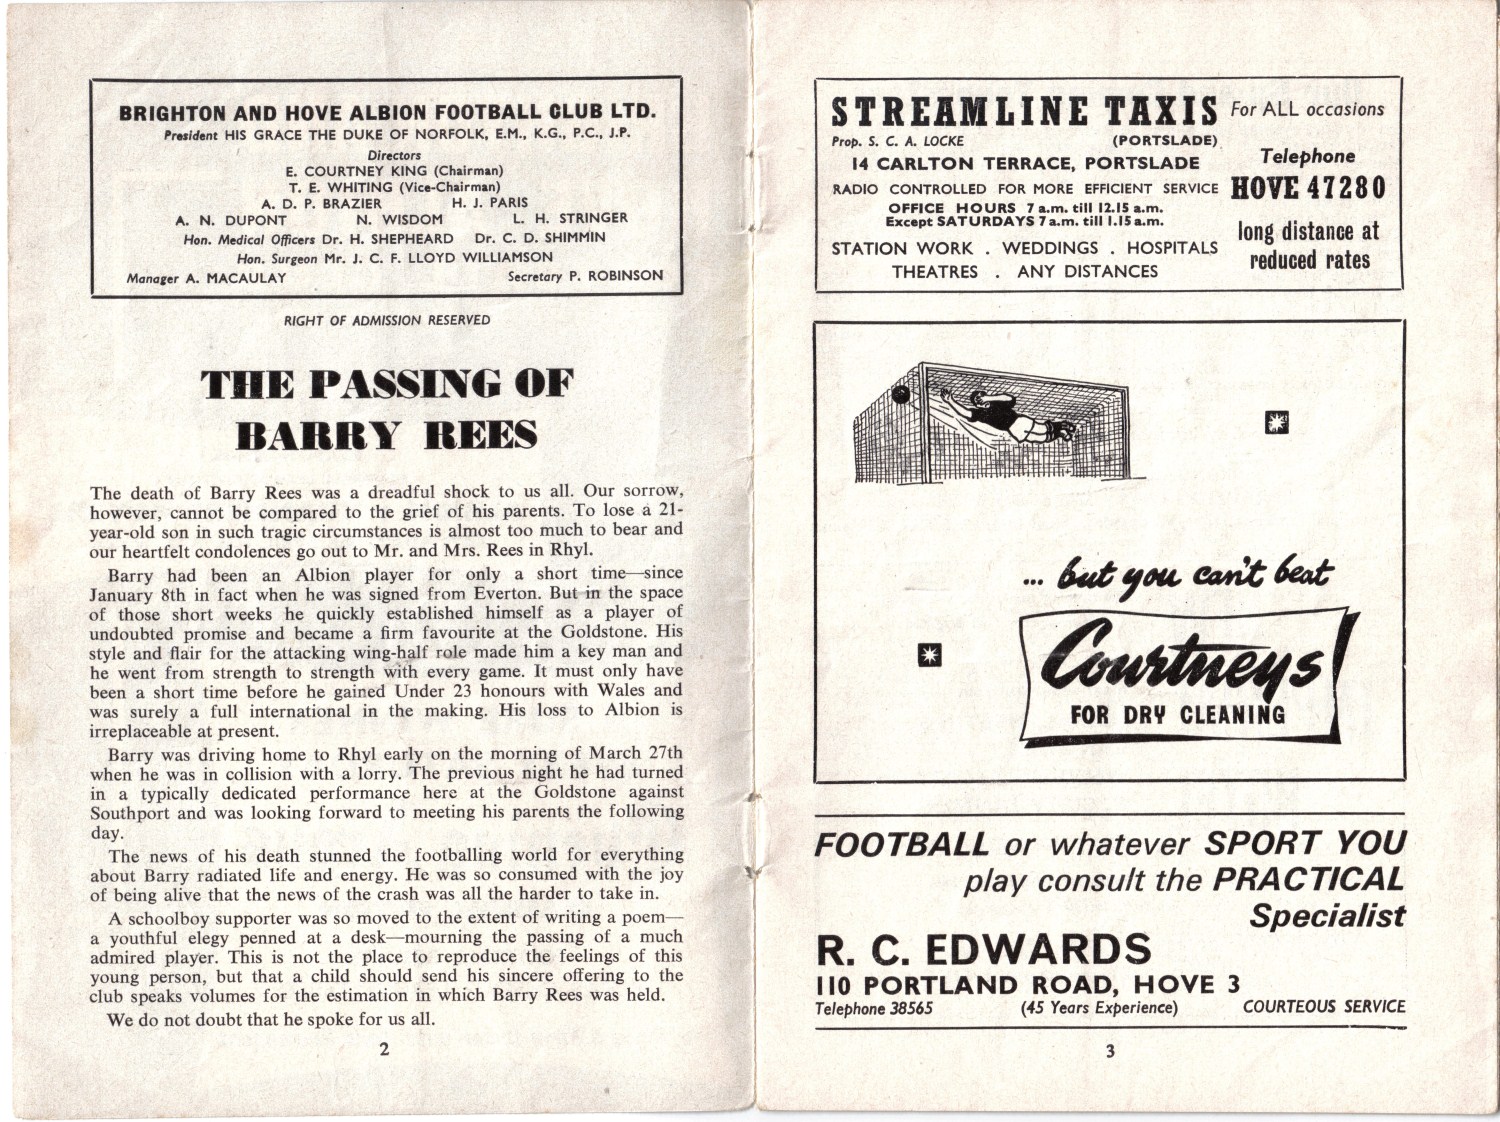 BRIGHTON AND HOVE ALBION FOOTBALL CLUB LTD.
President HIS GRACE THE DUKE OF NORFOLK, E.M., K.G., P.C., J.P.
Directors
E. COURTNEY KING (Chairman)
T. E. WHITING (Vice-Chairman)
A. D. P. BRAZIER H. J. PARIS
A. N. DUPONT N. WISDOM L. H. STRINGER
Hon. Medical Officers Dr. H. SHEPHEARD Dr. C. D. SHIMMIN
Hon. Surgeon Mr. J. C. F. LLOYD WILLIAMSON
Manager A. MACAULAY Secretary P. ROBINSON
RIGHT OF ADMISSION RESERVED
THE PASSING OF
BARRY REES
The death of Barry Rees was a dreadful shock to us all. Our sorrow,
however, cannot be compared to the grief of his parents. To lose a 21-
year-old son in such tragic circumstances is almost too much to bear and
our heartfelt condolences go out to Mr. and Mrs. Rees in Rhyl.
Barry had been an Albion player for only a short time—since
January 8th in fact when he was signed from Everton. But in the space
of those short weeks he quickly established himself as a player of
undoubted promise and became a firm favourite at the Goldstone. His
style and flair for the attacking wing-half role made him a key man and
he went from strength to strength with every game. It must only have
been a short time before he gained Under 23 honours with Wales and
was surely a full international in the making. His loss to Albion is
irreplaceable at present.
Barry was driving home to Rhyl early on the morning of March 27th
when he was in collision with a lorry. The previous night he had turned
in a typically dedicated performance here at the Goldstone against
Southport and was looking forward to meeting his parents the following
day.
The news of his death stunned the footballing world for everything
about Barry radiated life and energy. He was so consumed with the joy
of being alive that the news of the crash was all the harder to take in.
A schoolboy supporter was so moved to the extent of writing a poem—
a youthful elegy penned at a desk—mourning the passing of a much
admired player. This is not the place to reproduce the feelings of this
young person, but that a child should send his sincere offering to the
club speaks volumes for the estimation in which Barry Rees was held.
We do not doubt that he spoke for us all.
2
STREAMLINE TAXIS For ALL occasions
Prop. S. C. A. LOCKE (PORTSLADE)
14 CARLTON TERRACE, PORTSLADE
Telephone
RADIO CONTROLLED FOR MORE EFFICIENT SERVICE
HOVE 47280
OFFICE HOURS 7 a.m. till 12.15 a.m.
Except SATURDAYS 7 a.m. till 1.15 a.m.
STATION WORK . WEDDINGS . HOSPITALS
THEATRES . ANY DISTANCES
long distance at
reduced rates
... but you can't beat
Courtneys
FOR DRY CLEANING
FOOTBALL or whatever SPORT YOU
play consult the PRACTICAL
Specialist
R. C. EDWARDS
110 PORTLAND ROAD, HOVE 3
Telephone 38565 (45 Years Experience) COURTEOUS SERVICE
3